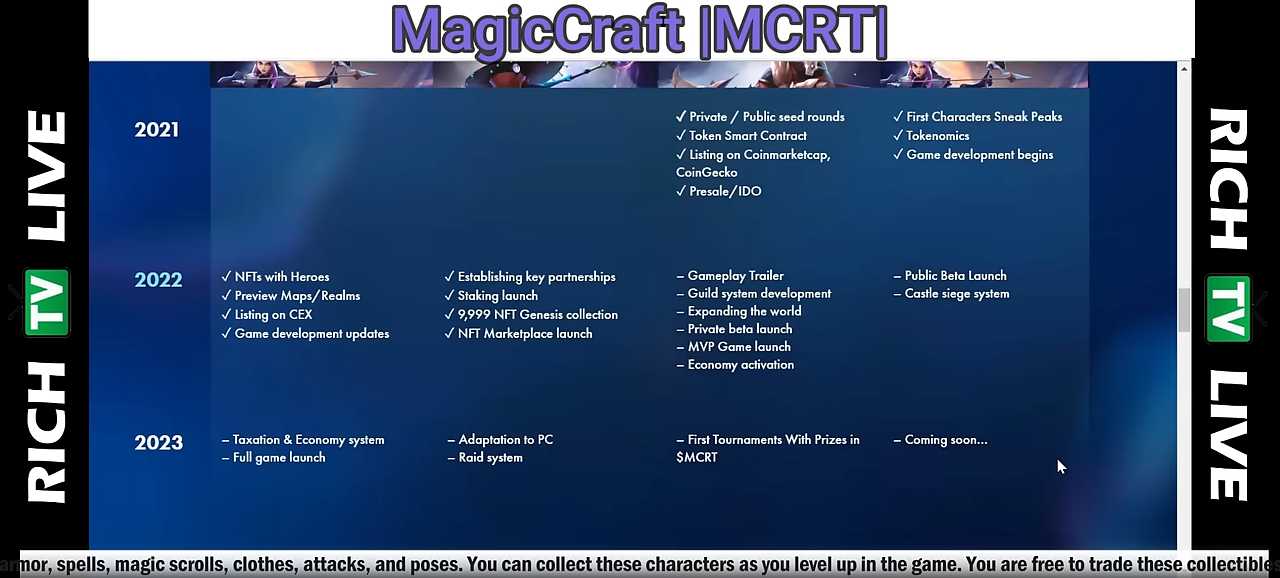 MagicCraft |MCRT|
RICH TV LIVE
2021
✓ Private / Public seed rounds
✓ Token Smart Contract
✓ Listing on Coinmarketcap,
CoinGecko
✓ Presale/IDO
✓ First Characters Sneak Peaks
✓ Tokenomics
✓ Game development begins
2022
✓ NFTs with Heroes
✓ Preview Maps/Realms
✓ Listing on CEX
✓ Game development updates
✓ Establishing key partnerships
✓ Staking launch
✓ 9,999 NFT Genesis collection
✓ NFT Marketplace launch
– Gameplay Trailer
– Guild system development
– Expanding the world
– Private beta launch
– MVP Game launch
– Economy activation
– Public Beta Launch
– Castle siege system
2023
– Taxation & Economy system
– Full game launch
– Adaptation to PC
– Raid system
– First Tournaments With Prizes in
$MCRT
– Coming soon...
RICH TV LIVE
armor, spells, magic scrolls, clothes, attacks, and poses. You can collect these characters as you level up in the game. You are free to trade these collectible